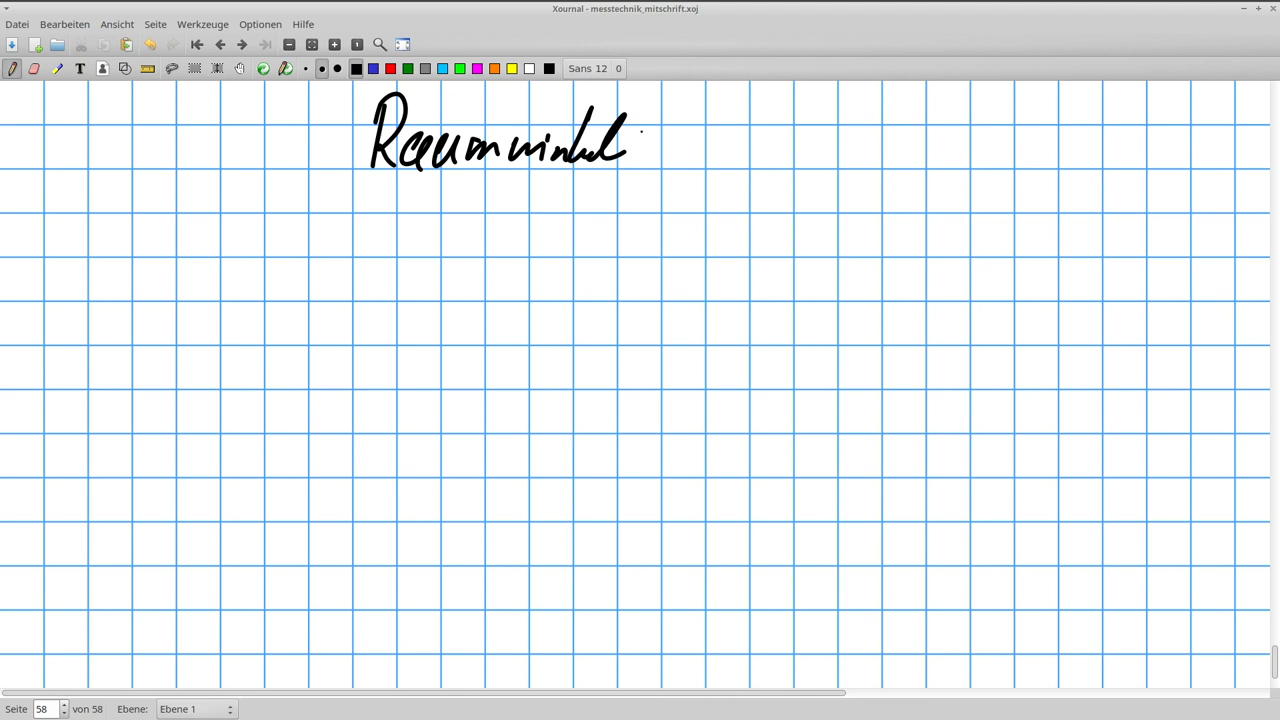 Xournal - messtechnik_mitschrift.xoj
Datei Bearbeiten Ansicht Seite Werkzeuge Optionen Hilfe
Sans 12 0
Raumwinkel
Seite 58 von 58 Ebene: Ebene 1